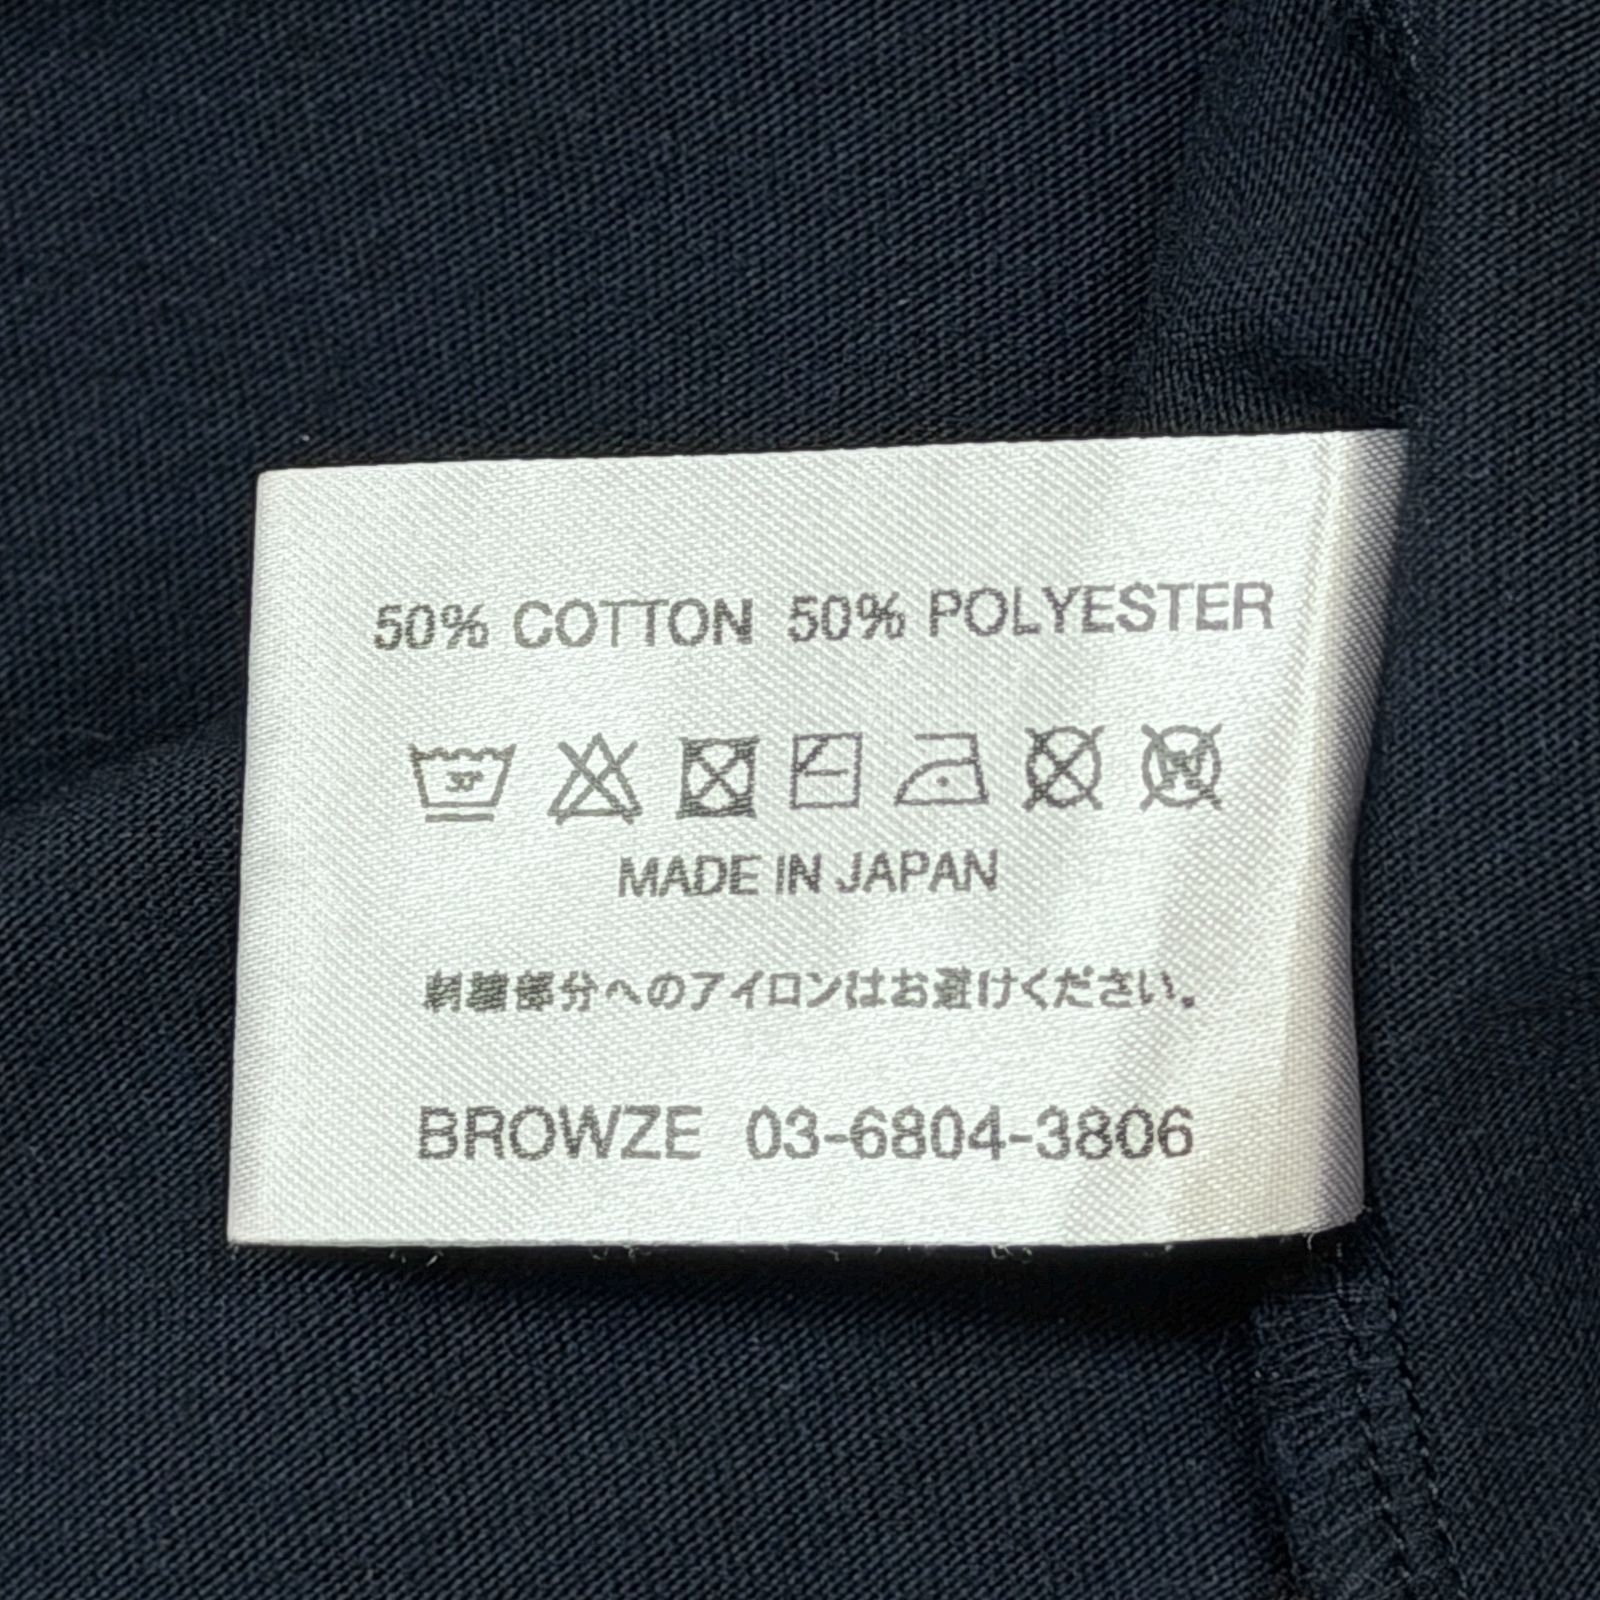 50% COTTON 50% POLYESTER
30°
W
MADE IN JAPAN
刺繍部分へのアイロンはお避けください。
BROWZE 03-6804-3806